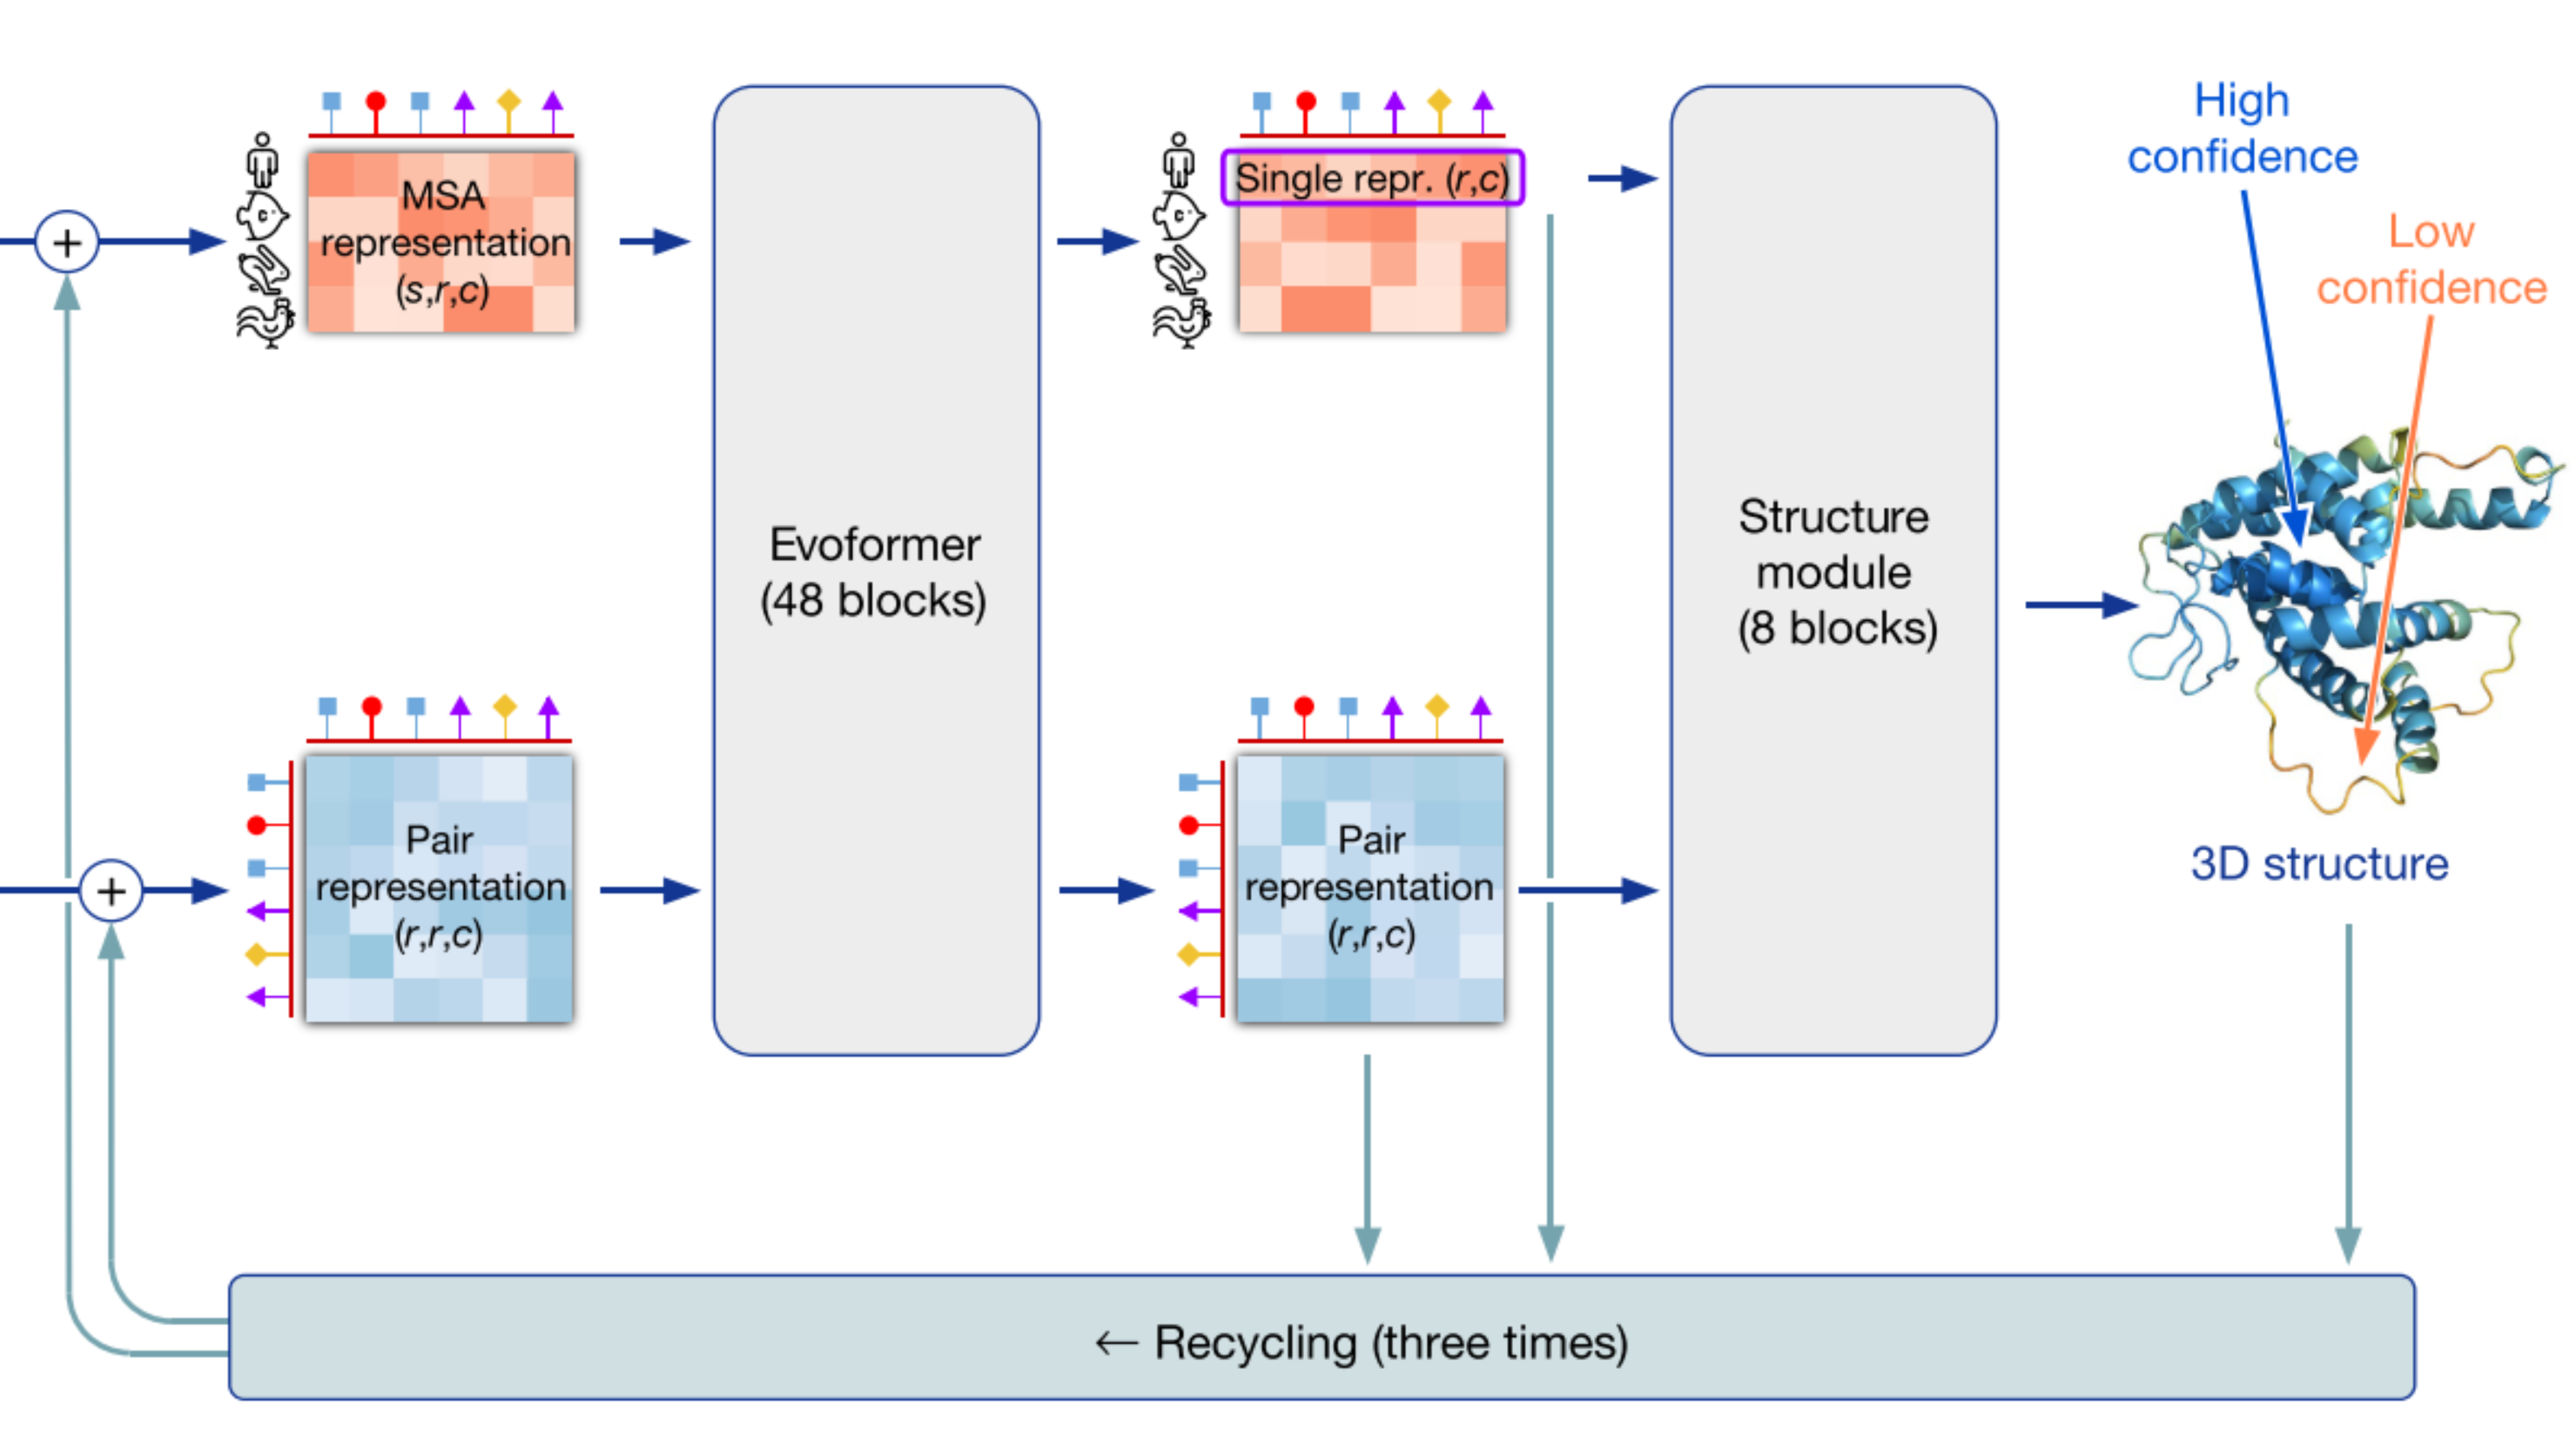 High
confidence
Low
confidence
MSA
representation
(s,r,c)
Single repr. (r,c)
Evoformer
(48 blocks)
Structure
module
(8 blocks)
Pair
representation
(r,r,c)
Pair
representation
(r,r,c)
3D structure
← Recycling (three times)